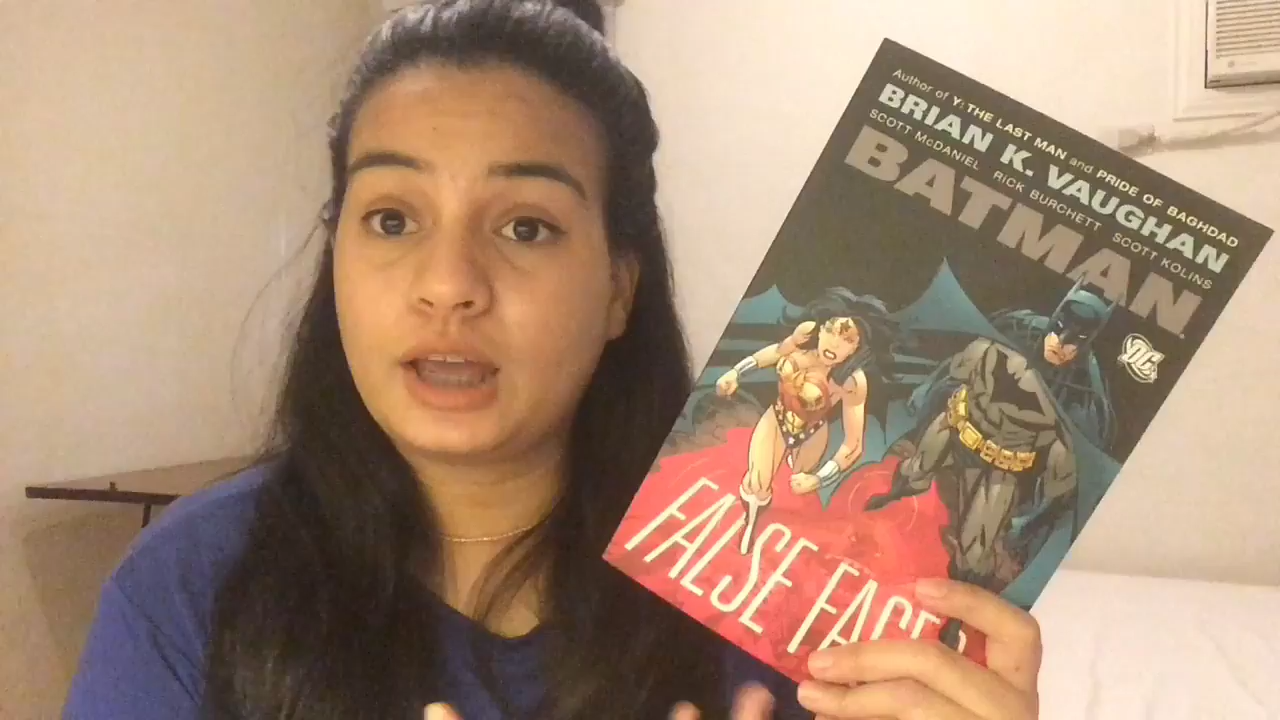 Author of Y: THE LAST MAN and PRIDE OF BAGHDAD
BRIAN K. VAUGHAN
SCOTT McDANIEL RICK BURCHETT SCOTT KOLINS
BATMAN
DC
FALSE FACES